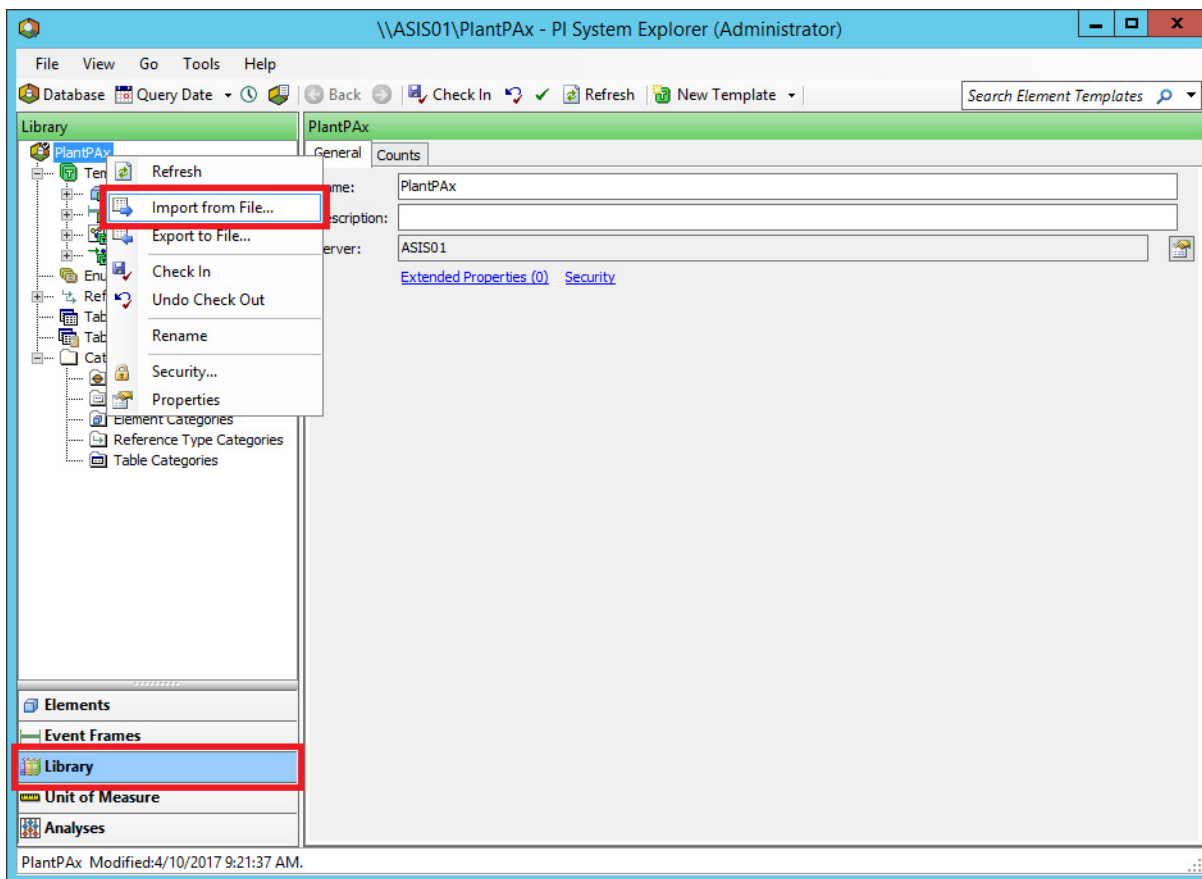 \\ASIS01\PlantPAx - PI System Explorer (Administrator)
File View Go Tools Help
Database Query Date Back Check In Refresh New Template Search Element Templates
Library
PlantPAx
PlantPAx
General Counts
Refresh
Import from File...
Export to File...
Check In
Undo Check Out
Rename
Security...
Properties
PlantPAx
ASIS01
Extended Properties (0) Security
Element Categories
Reference Type Categories
Table Categories
Elements
Event Frames
Library
Unit of Measure
Analyses
PlantPAx Modified:4/10/2017 9:21:37 AM.